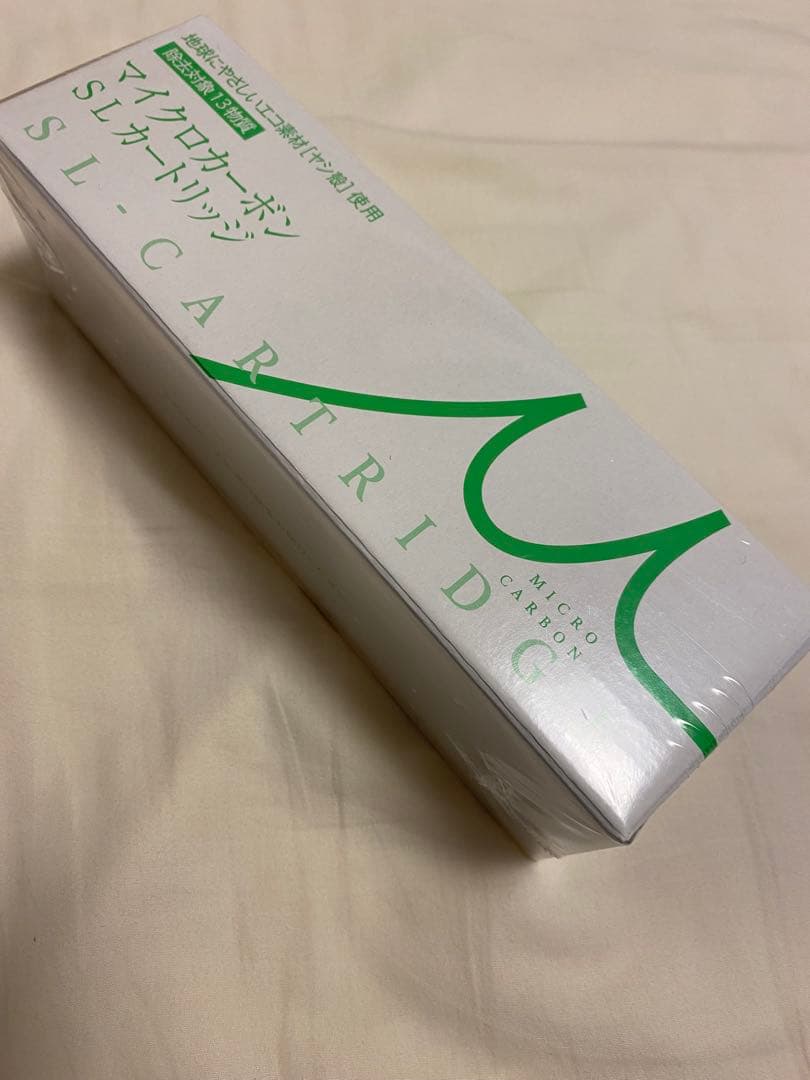 地球にやさしいエコ素材[ヤシ殻]使用
除去対象13物質
マイクロカーボン
SLカートリッジ
SL-CARTRIDG
MICRO
CARBON